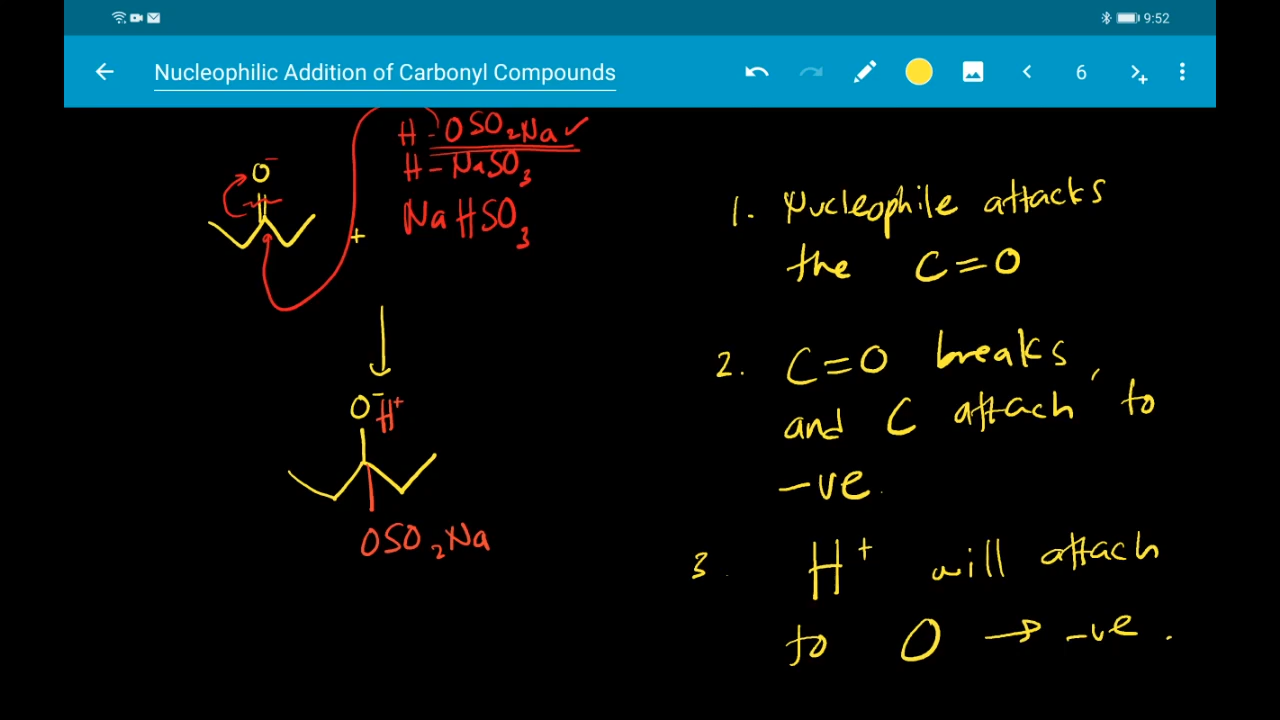 9:52
Nucleophilic Addition of Carbonyl Compounds
6
H - OSO2Na ✓
H - NaSO3
NaHSO3
O-
+
O- H+
OSO2Na
1. Nucleophile attacks
the C=O
2. C=O breaks,
and C attach to
-ve.
3. H+ will attach
to O → -ve.